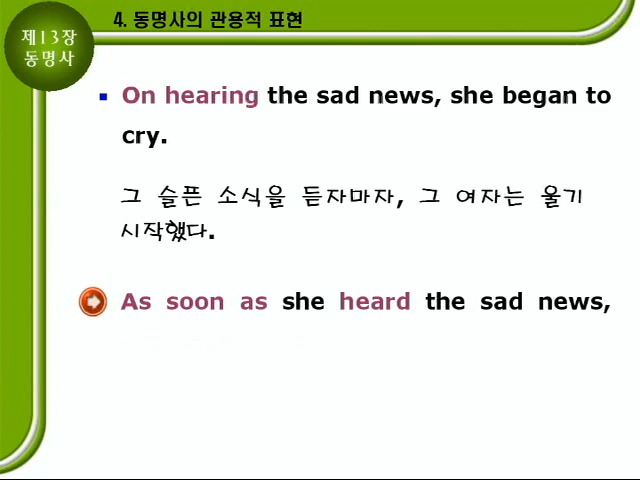 4. 동명사의 관용적 표현
제13장
동명사
On hearing the sad news, she began to
cry.
그 슬픈 소식을 듣자마자, 그 여자는 울기
시작했다.
As soon as she heard the sad news,